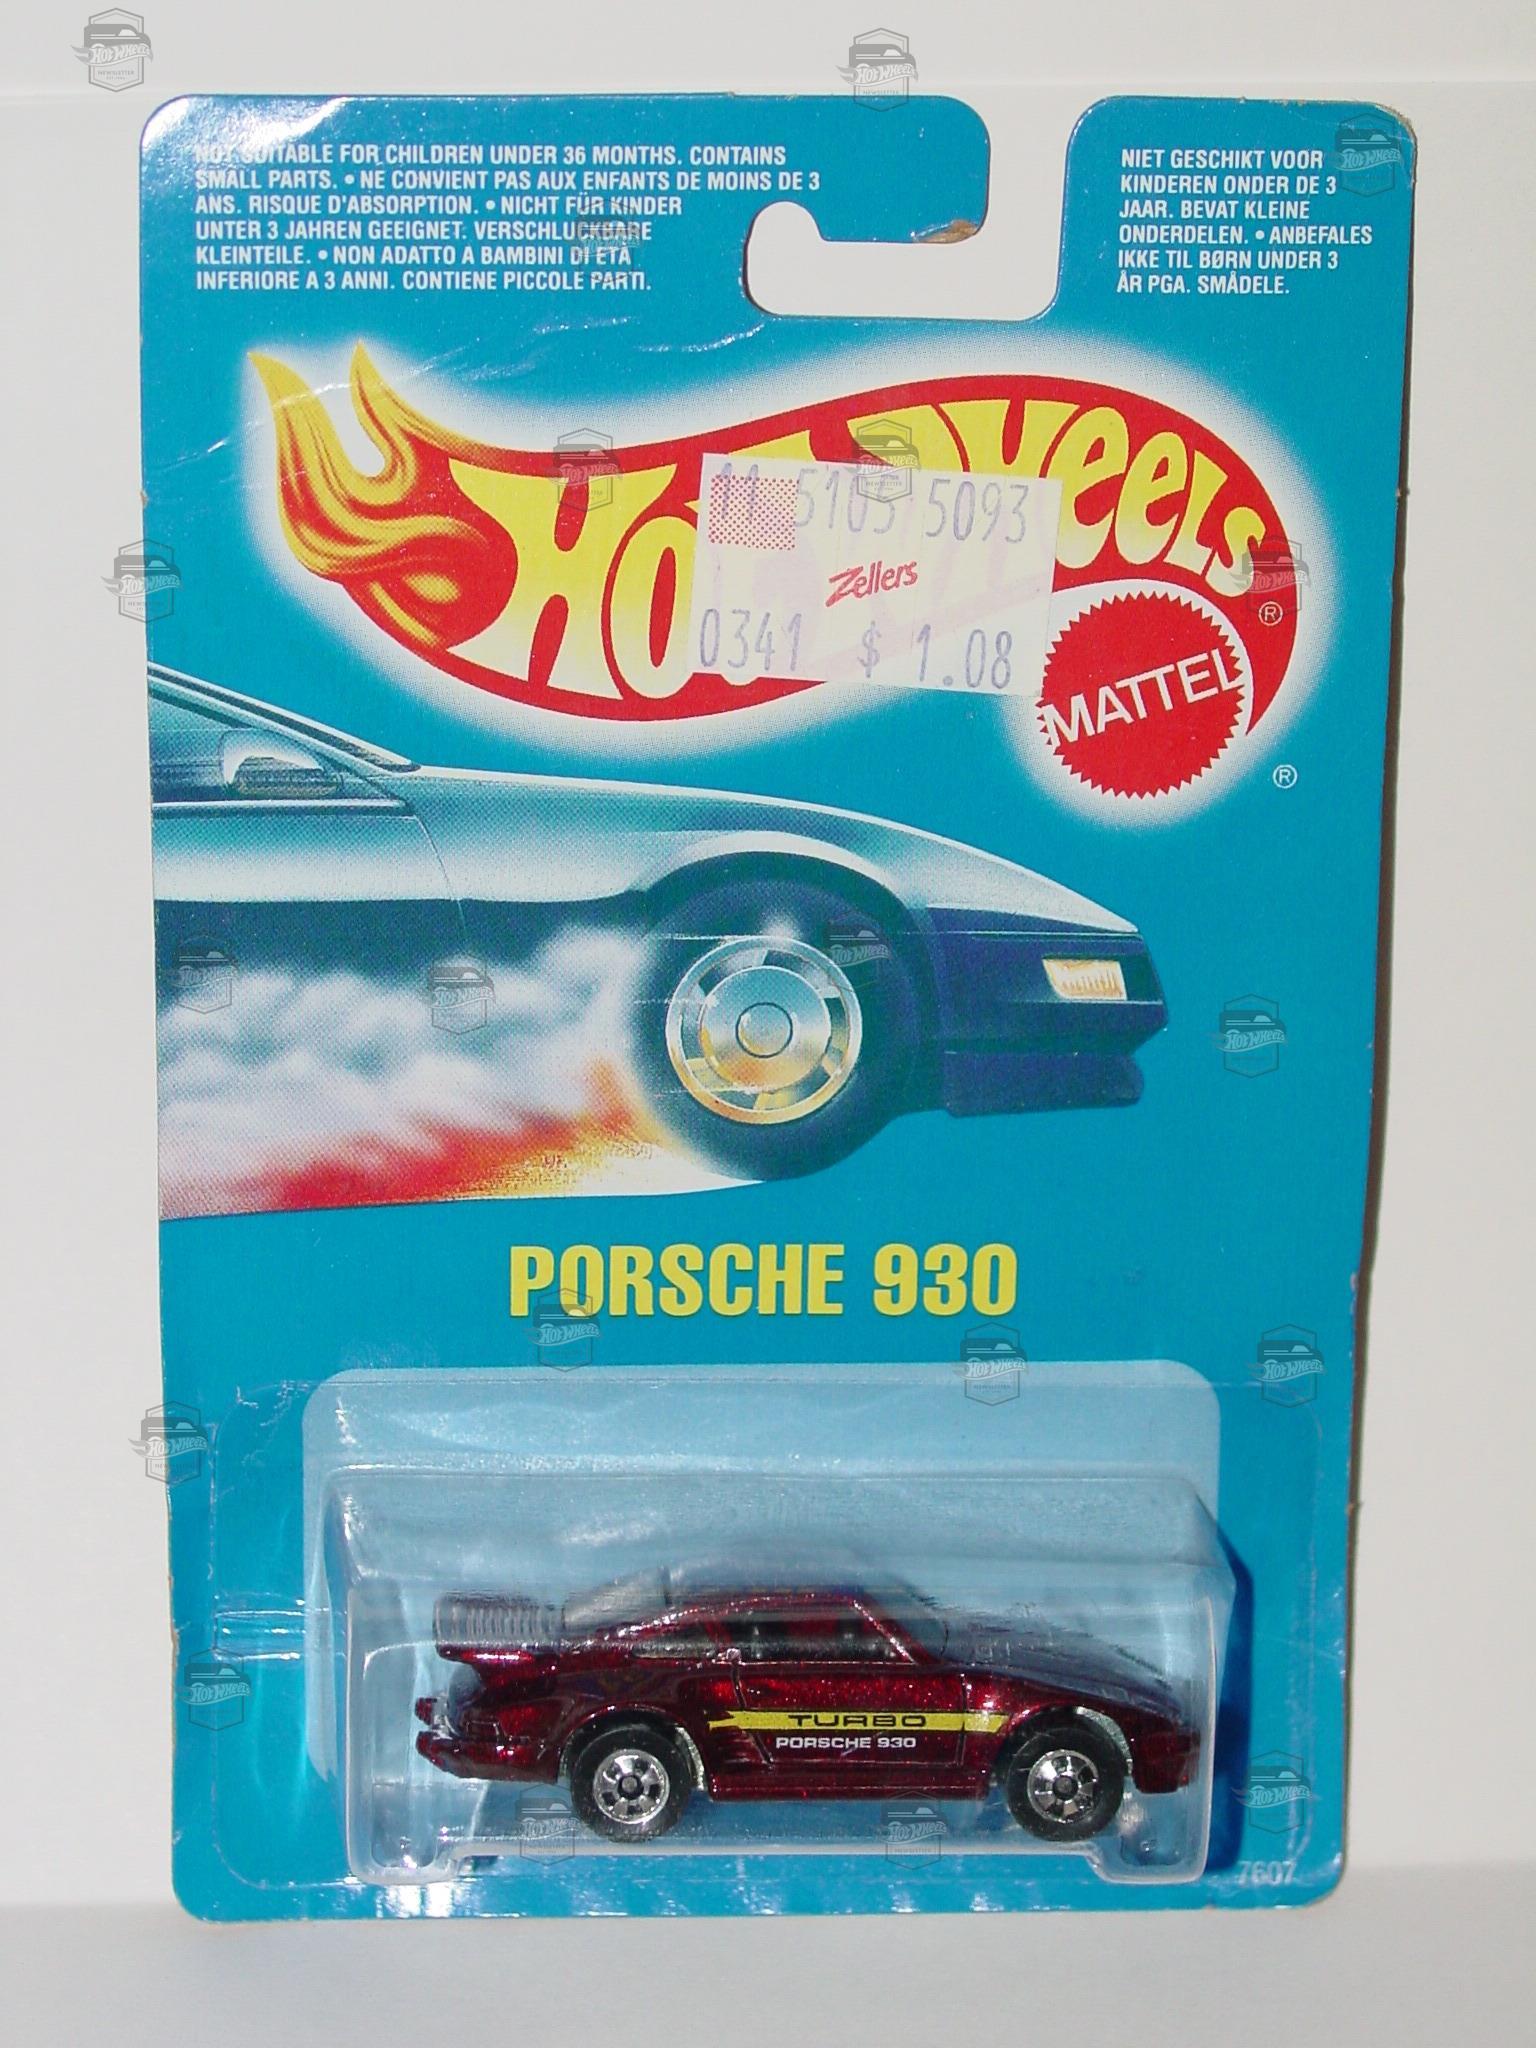 NOT SUITABLE FOR CHILDREN UNDER 36 MONTHS. CONTAINS
SMALL PARTS. • NE CONVIENT PAS AUX ENFANTS DE MOINS DE 3
ANS. RISQUE D'ABSORPTION. • NICHT FÜR KINDER
UNTER 3 JAHREN GEEIGNET. VERSCHLUCKBARE
KLEINTEILE. • NON ADATTO A BAMBINI DI ETÀ
INFERIORE A 3 ANNI. CONTIENE PICCOLE PARTI.
NIET GESCHIKT VOOR
KINDEREN ONDER DE 3
JAAR. BEVAT KLEINE
ONDERDELEN. • ANBEFALES
IKKE TIL BØRN UNDER 3
ÅR PGA. SMÅDELE.
HOT WHEELS ®
11 5105 5093
Zellers
0341 $ 1.08
MATTEL
®
PORSCHE 930
TURBO
PORSCHE 930
7607
HOT WHEELS
NEWSLETTER